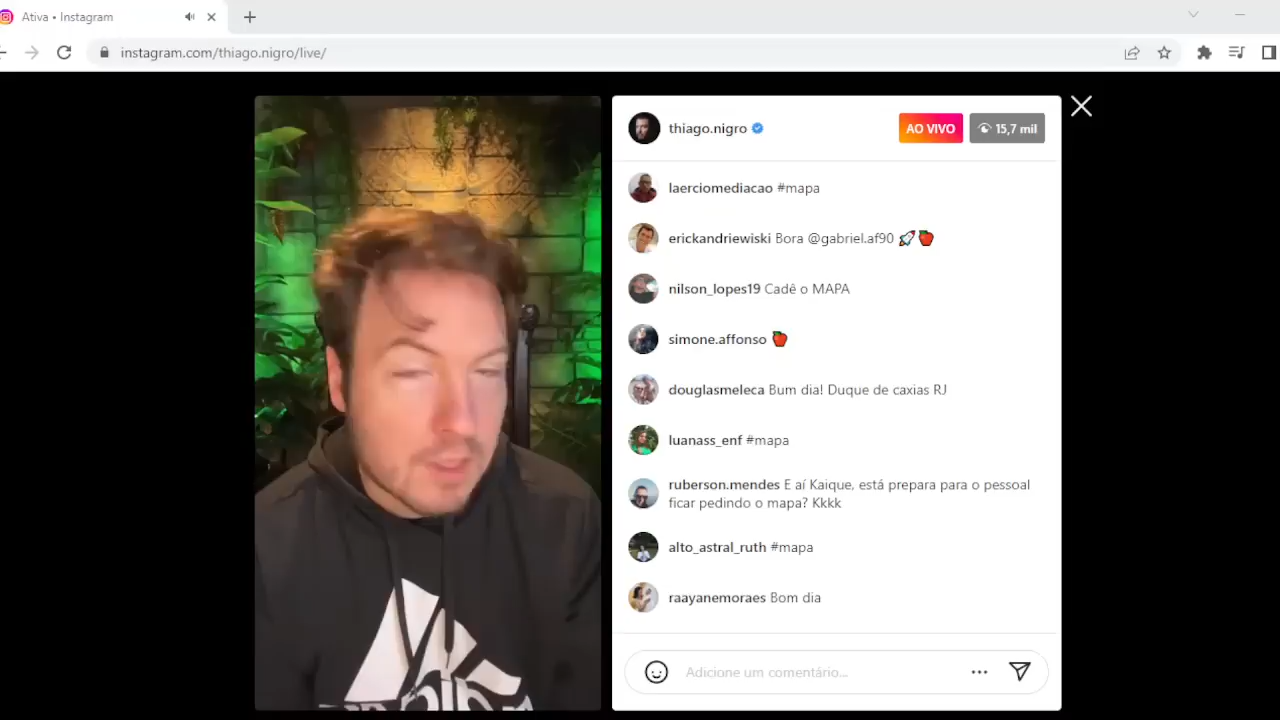 Ativa • Instagram
instagram.com/thiago.nigro/live/
thiago.nigro
AO VIVO
15,7 mil
laerciomediacao #mapa
erickandriewiski Bora @gabriel.af90 🚀🍎
nilson_lopes19 Cadê o MAPA
simone.affonso 🍎
douglasmeleca Bum dia! Duque de caxias RJ
luanass_enf #mapa
ruberson.mendes E aí Kaique, está prepara para o pessoal
ficar pedindo o mapa? Kkkk
alto_astral_ruth #mapa
raayanemoraes Bom dia
Adicione um comentário...